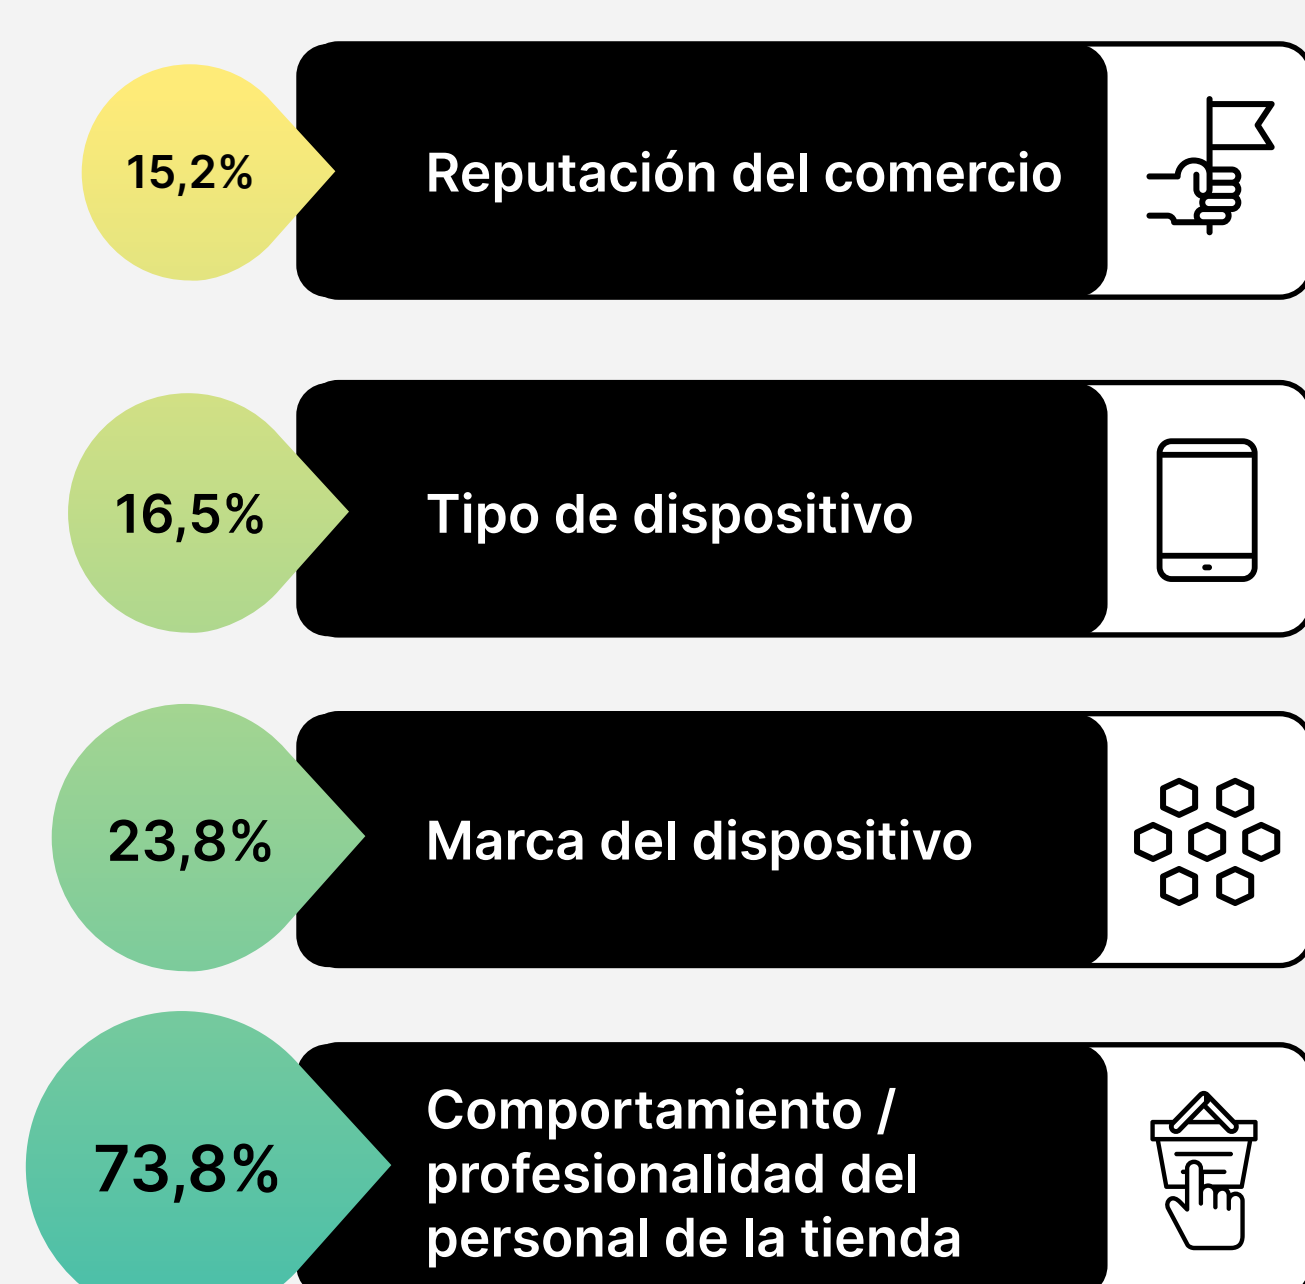 15,2%
Reputación del comercio
16,5%
Tipo de dispositivo
23,8%
Marca del dispositivo
73,8%
Comportamiento /
profesionalidad del
personal de la tienda